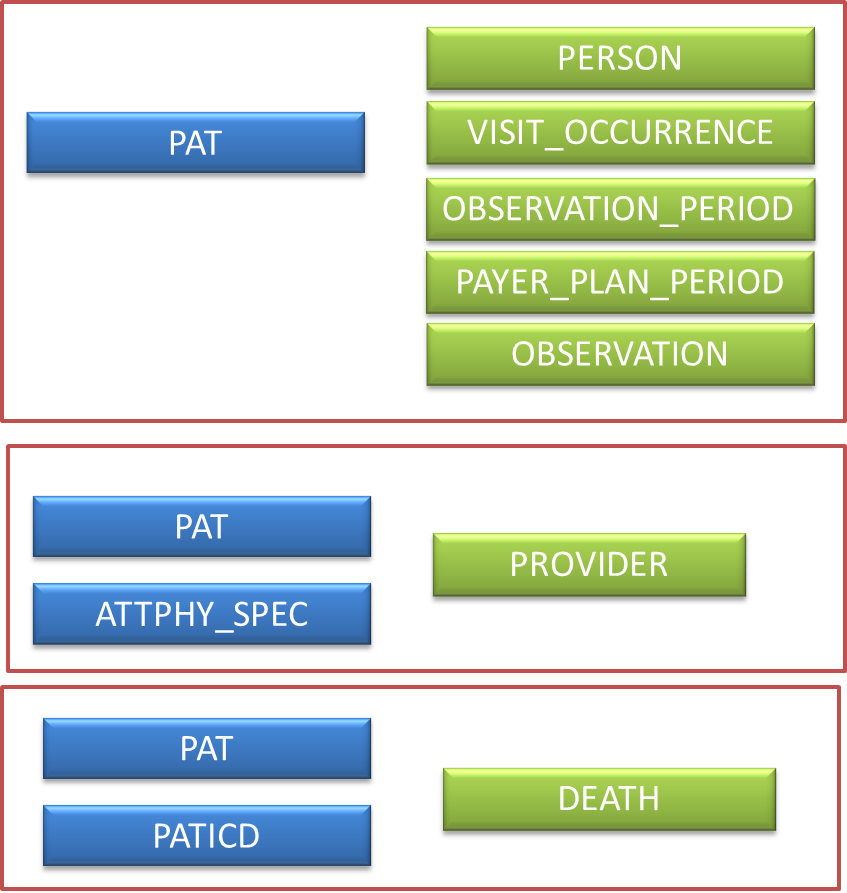 PAT
PERSON
VISIT_OCCURRENCE
OBSERVATION_PERIOD
PAYER_PLAN_PERIOD
OBSERVATION
PAT
ATTPHY_SPEC
PROVIDER
PAT
PATICD
DEATH